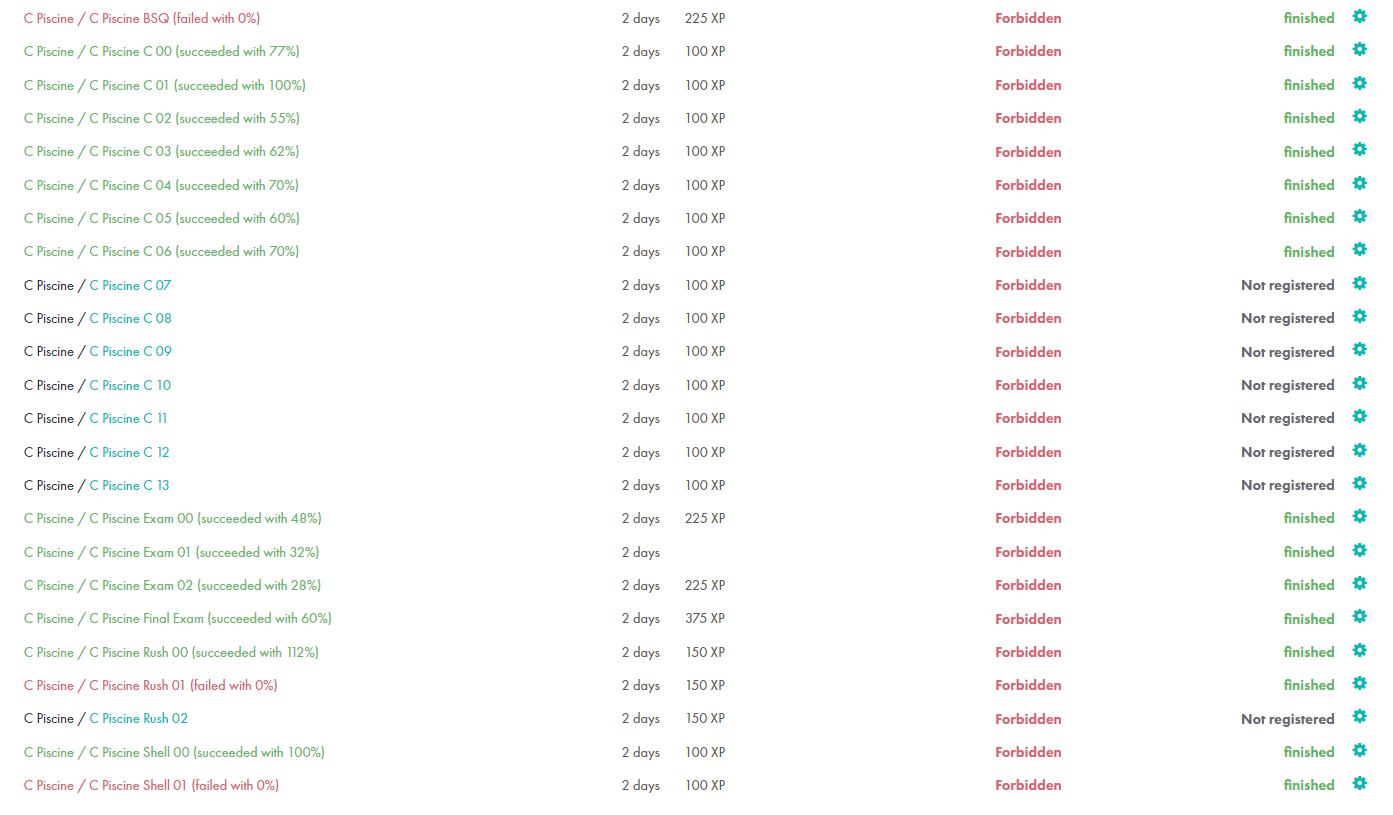 C Piscine / C Piscine BSQ (failed with 0%) 2 days 225 XP Forbidden finished
C Piscine / C Piscine C 00 (succeeded with 77%) 2 days 100 XP Forbidden finished
C Piscine / C Piscine C 01 (succeeded with 100%) 2 days 100 XP Forbidden finished
C Piscine / C Piscine C 02 (succeeded with 55%) 2 days 100 XP Forbidden finished
C Piscine / C Piscine C 03 (succeeded with 62%) 2 days 100 XP Forbidden finished
C Piscine / C Piscine C 04 (succeeded with 70%) 2 days 100 XP Forbidden finished
C Piscine / C Piscine C 05 (succeeded with 60%) 2 days 100 XP Forbidden finished
C Piscine / C Piscine C 06 (succeeded with 70%) 2 days 100 XP Forbidden finished
C Piscine / C Piscine C 07 2 days 100 XP Forbidden Not registered
C Piscine / C Piscine C 08 2 days 100 XP Forbidden Not registered
C Piscine / C Piscine C 09 2 days 100 XP Forbidden Not registered
C Piscine / C Piscine C 10 2 days 100 XP Forbidden Not registered
C Piscine / C Piscine C 11 2 days 100 XP Forbidden Not registered
C Piscine / C Piscine C 12 2 days 100 XP Forbidden Not registered
C Piscine / C Piscine C 13 2 days 100 XP Forbidden Not registered
C Piscine / C Piscine Exam 00 (succeeded with 48%) 2 days 225 XP Forbidden finished
C Piscine / C Piscine Exam 01 (succeeded with 32%) 2 days Forbidden finished
C Piscine / C Piscine Exam 02 (succeeded with 28%) 2 days 225 XP Forbidden finished
C Piscine / C Piscine Final Exam (succeeded with 60%) 2 days 375 XP Forbidden finished
C Piscine / C Piscine Rush 00 (succeeded with 112%) 2 days 150 XP Forbidden finished
C Piscine / C Piscine Rush 01 (failed with 0%) 2 days 150 XP Forbidden finished
C Piscine / C Piscine Rush 02 2 days 150 XP Forbidden Not registered
C Piscine / C Piscine Shell 00 (succeeded with 100%) 2 days 100 XP Forbidden finished
C Piscine / C Piscine Shell 01 (failed with 0%) 2 days 100 XP Forbidden finished